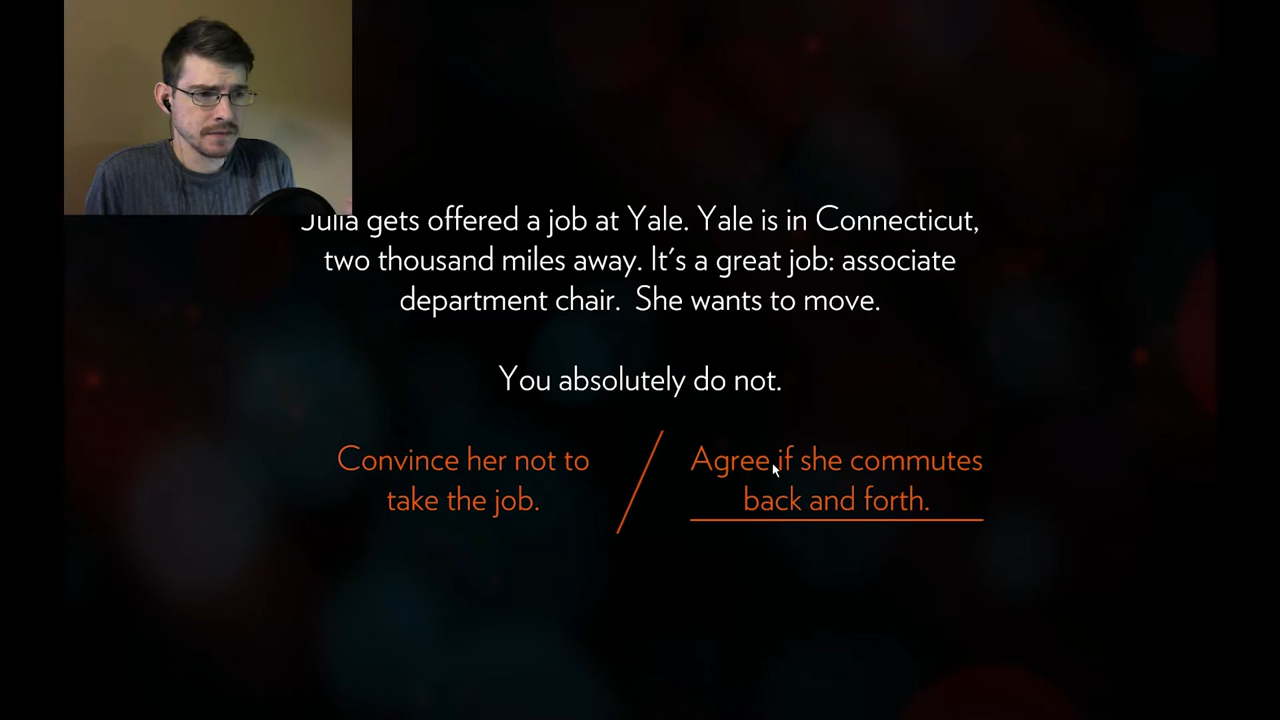 Julia gets offered a job at Yale. Yale is in Connecticut,
two thousand miles away. It's a great job: associate
department chair.  She wants to move.
You absolutely do not.
Convince her not to
take the job.
Agree if she commutes
back and forth.